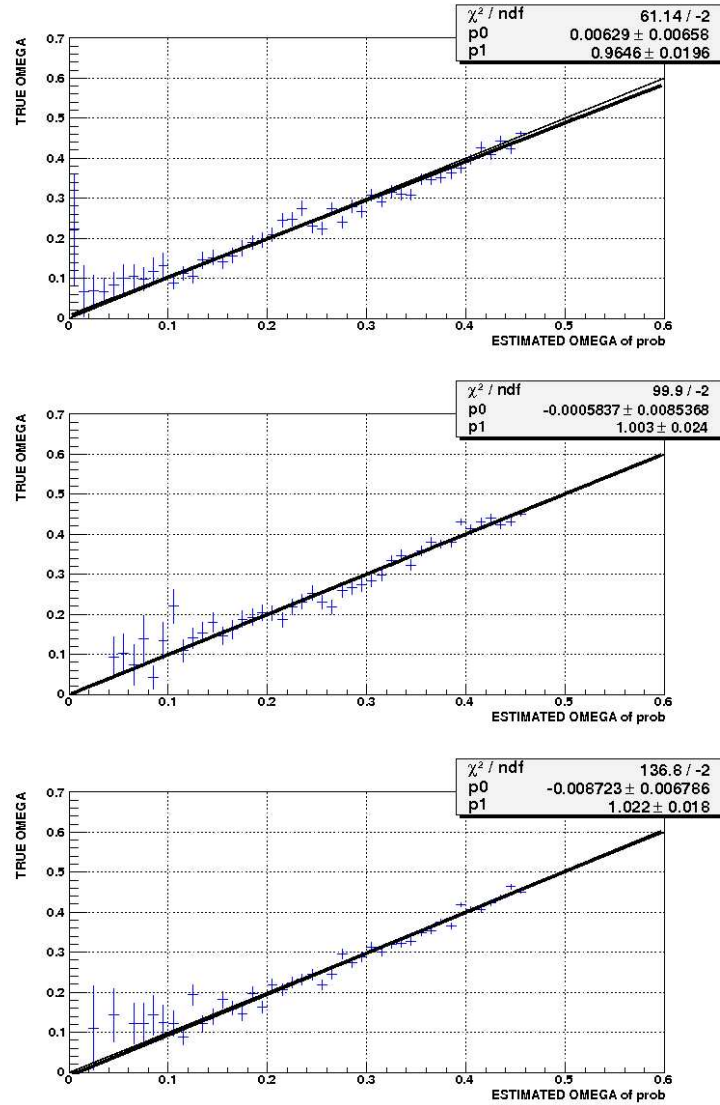 χ² / ndf 61.14 / -2
p0 0.00629 ± 0.00658
p1 0.9646 ± 0.0196
TRUE OMEGA
0.7
0.6
0.5
0.4
0.3
0.2
0.1
0
0 0.1 0.2 0.3 0.4 0.5 0.6
ESTIMATED OMEGA of prob
χ² / ndf 99.9 / -2
p0 -0.0005837 ± 0.0085368
p1 1.003 ± 0.024
TRUE OMEGA
0.7
0.6
0.5
0.4
0.3
0.2
0.1
0
0 0.1 0.2 0.3 0.4 0.5 0.6
ESTIMATED OMEGA of prob
χ² / ndf 136.8 / -2
p0 -0.008723 ± 0.006786
p1 1.022 ± 0.018
TRUE OMEGA
0.7
0.6
0.5
0.4
0.3
0.2
0.1
0
0 0.1 0.2 0.3 0.4 0.5 0.6
ESTIMATED OMEGA of prob